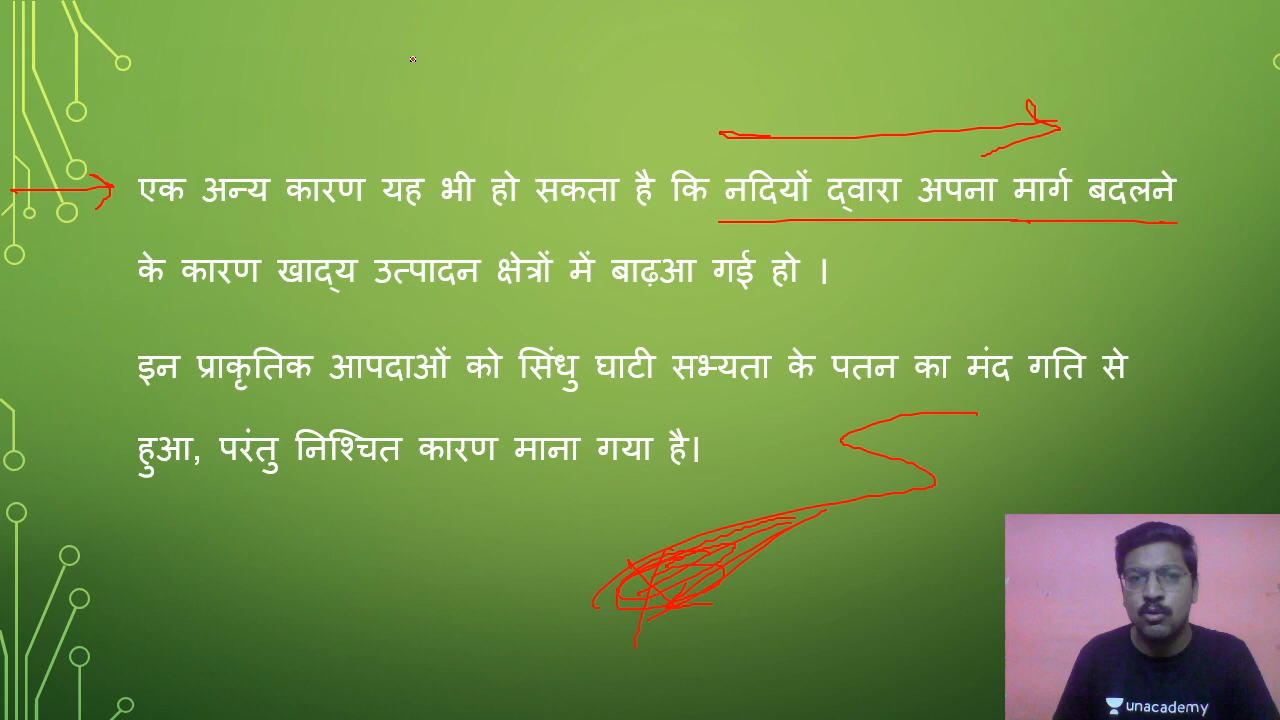 एक अन्य कारण यह भी हो सकता है कि नदियों द्वारा अपना मार्ग बदलने
के कारण खाद्य उत्पादन क्षेत्रों में बाढ़आ गई हो ।
इन प्राकृतिक आपदाओं को सिंधु घाटी सभ्यता के पतन का मंद गति से
हुआ, परंतु निश्चित कारण माना गया है।
unacademy